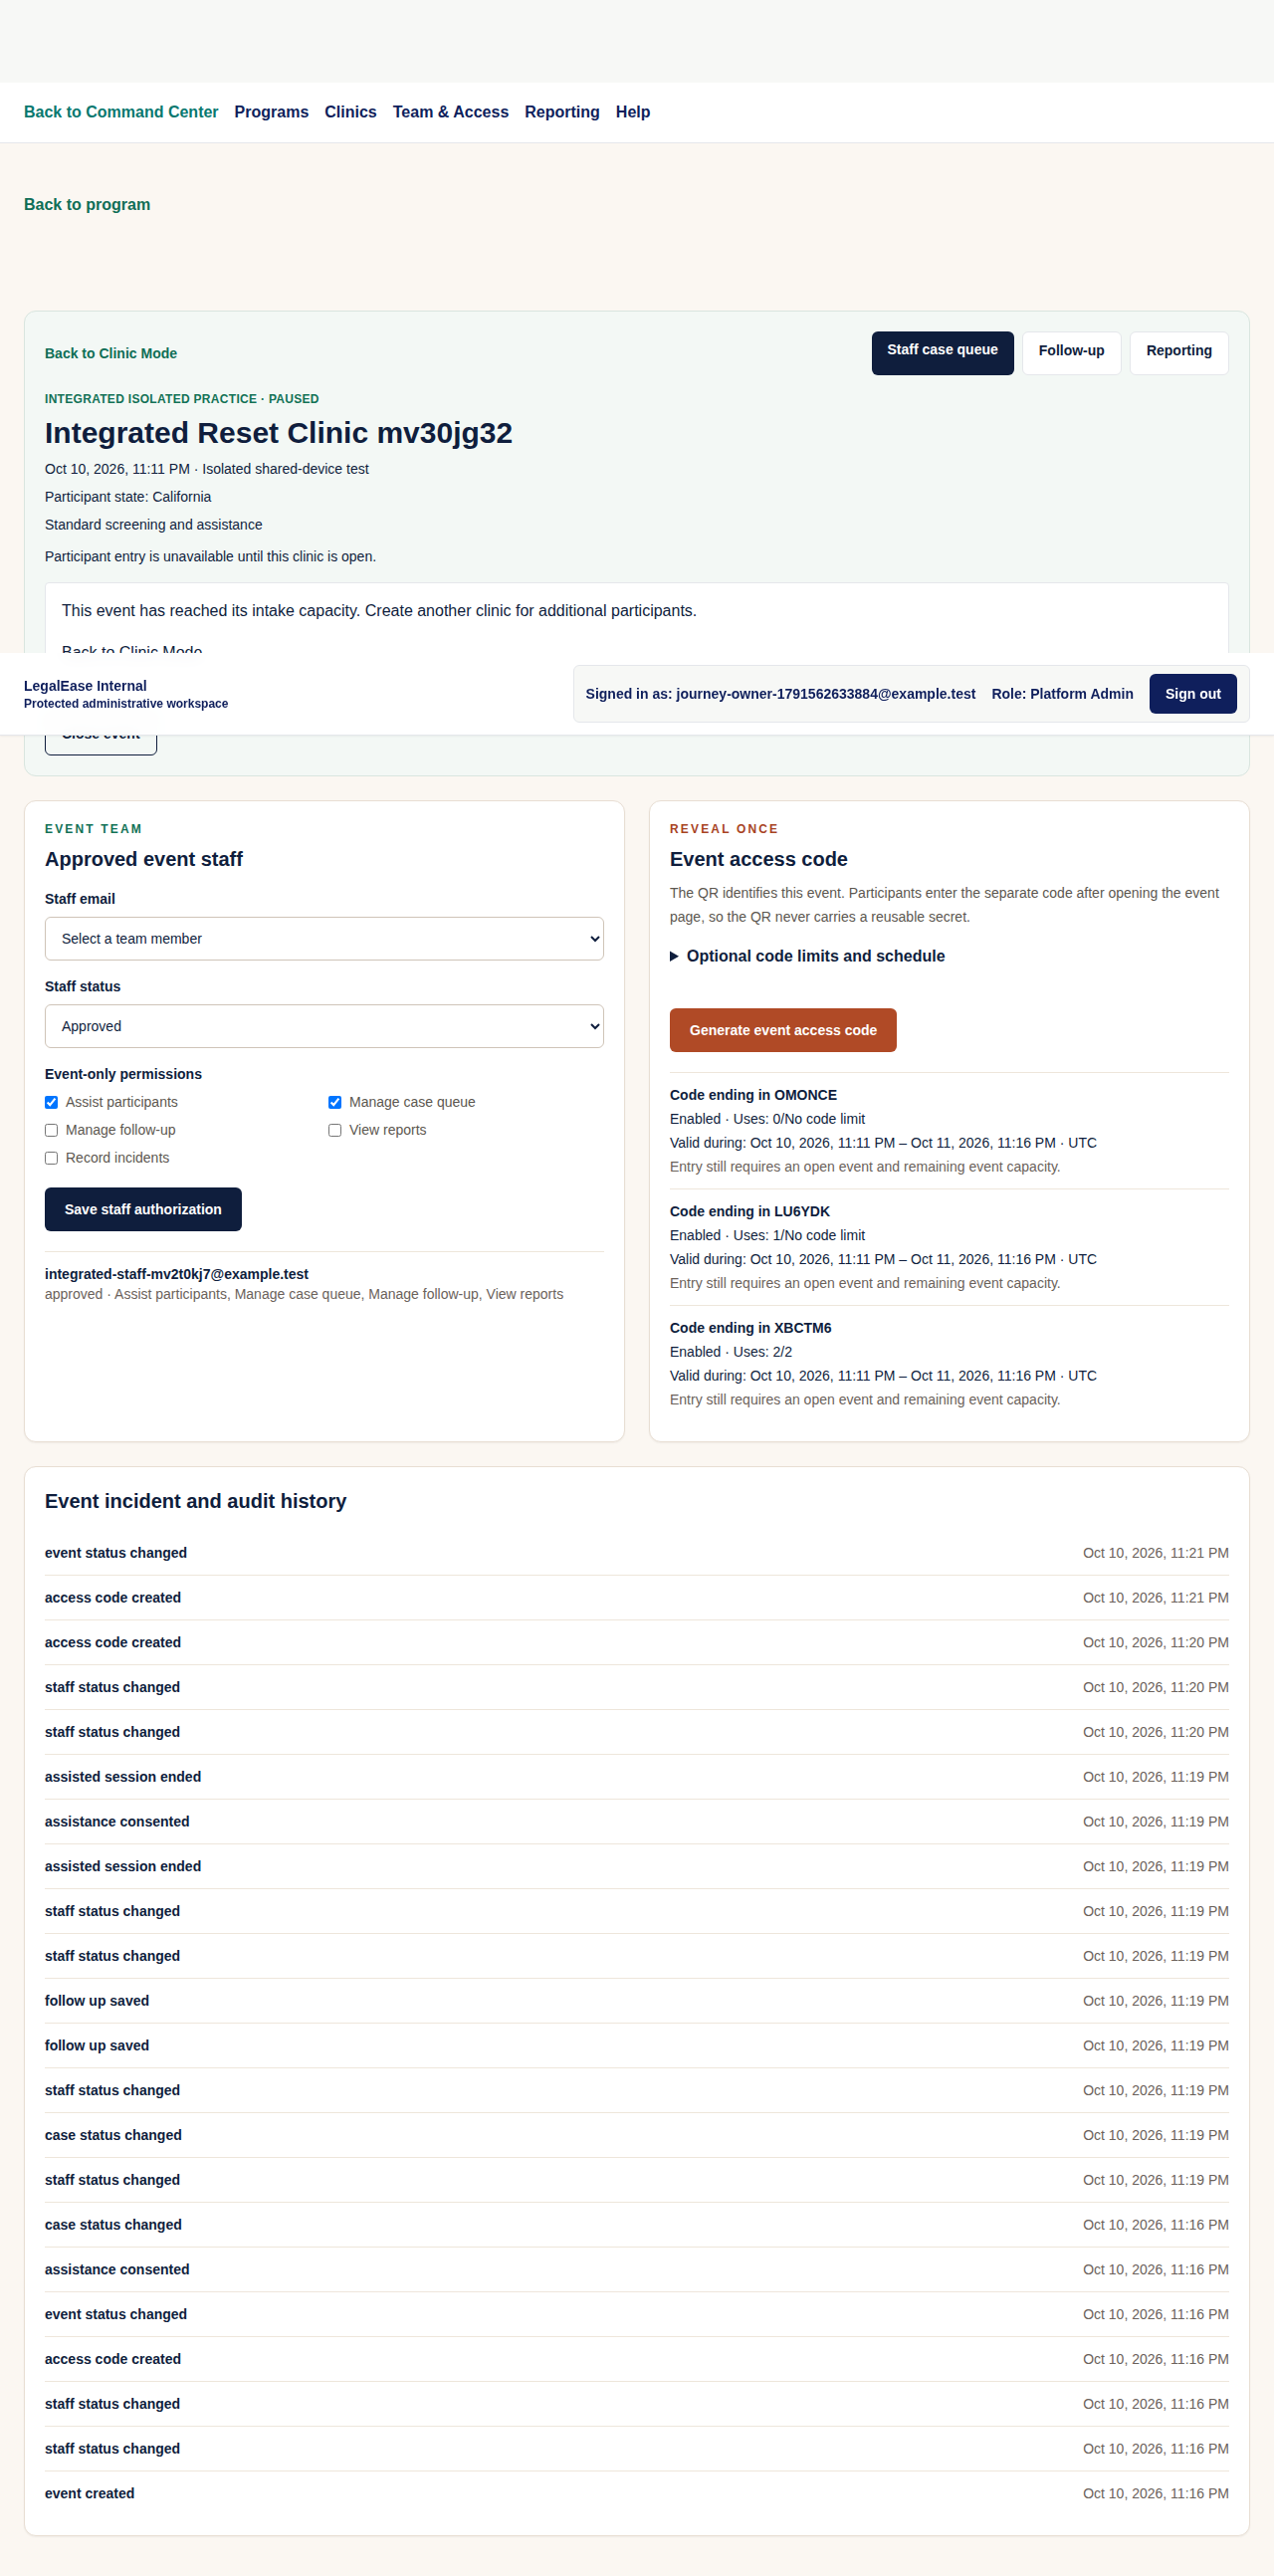 Back to Command Center Programs Clinics Team & Access Reporting Help
Back to program
Back to Clinic Mode
Staff case queue Follow-up Reporting
INTEGRATED ISOLATED PRACTICE · PAUSED
Integrated Reset Clinic mv30jg32
Oct 10, 2026, 11:11 PM · Isolated shared-device test
Participant state: California
Standard screening and assistance
Participant entry is unavailable until this clinic is open.
This event has reached its intake capacity. Create another clinic for additional participants.
Back to Clinic Mode
LegalEase Internal
Protected administrative workspace
Signed in as: journey-owner-1791562633884@example.test Role: Platform Admin Sign out
Close event
EVENT TEAM
Approved event staff
Staff email
Select a team member
Staff status
Approved
Event-only permissions
Assist participants Manage case queue
Manage follow-up View reports
Record incidents
Save staff authorization
integrated-staff-mv2t0kj7@example.test
approved · Assist participants, Manage case queue, Manage follow-up, View reports
REVEAL ONCE
Event access code
The QR identifies this event. Participants enter the separate code after opening the event
page, so the QR never carries a reusable secret.
Optional code limits and schedule
Generate event access code
Code ending in OMONCE
Enabled · Uses: 0/No code limit
Valid during: Oct 10, 2026, 11:11 PM – Oct 11, 2026, 11:16 PM · UTC
Entry still requires an open event and remaining event capacity.
Code ending in LU6YDK
Enabled · Uses: 1/No code limit
Valid during: Oct 10, 2026, 11:11 PM – Oct 11, 2026, 11:16 PM · UTC
Entry still requires an open event and remaining event capacity.
Code ending in XBCTM6
Enabled · Uses: 2/2
Valid during: Oct 10, 2026, 11:11 PM – Oct 11, 2026, 11:16 PM · UTC
Entry still requires an open event and remaining event capacity.
Event incident and audit history
event status changed Oct 10, 2026, 11:21 PM
access code created Oct 10, 2026, 11:21 PM
access code created Oct 10, 2026, 11:20 PM
staff status changed Oct 10, 2026, 11:20 PM
staff status changed Oct 10, 2026, 11:20 PM
assisted session ended Oct 10, 2026, 11:19 PM
assistance consented Oct 10, 2026, 11:19 PM
assisted session ended Oct 10, 2026, 11:19 PM
staff status changed Oct 10, 2026, 11:19 PM
staff status changed Oct 10, 2026, 11:19 PM
follow up saved Oct 10, 2026, 11:19 PM
follow up saved Oct 10, 2026, 11:19 PM
staff status changed Oct 10, 2026, 11:19 PM
case status changed Oct 10, 2026, 11:19 PM
staff status changed Oct 10, 2026, 11:19 PM
case status changed Oct 10, 2026, 11:16 PM
assistance consented Oct 10, 2026, 11:16 PM
event status changed Oct 10, 2026, 11:16 PM
access code created Oct 10, 2026, 11:16 PM
staff status changed Oct 10, 2026, 11:16 PM
staff status changed Oct 10, 2026, 11:16 PM
event created Oct 10, 2026, 11:16 PM